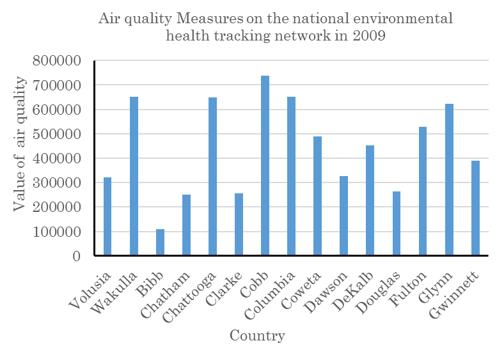 Air quality Measures on the national environmental
health tracking network in 2009
Value of air quality
800000
700000
600000
500000
400000
300000
200000
100000
0
Volusia
Wakulla
Bibb
Chatham
Chattooga
Clarke
Cobb
Columbia
Coweta
Dawson
DeKalb
Douglas
Fulton
Glynn
Gwinnett
Country